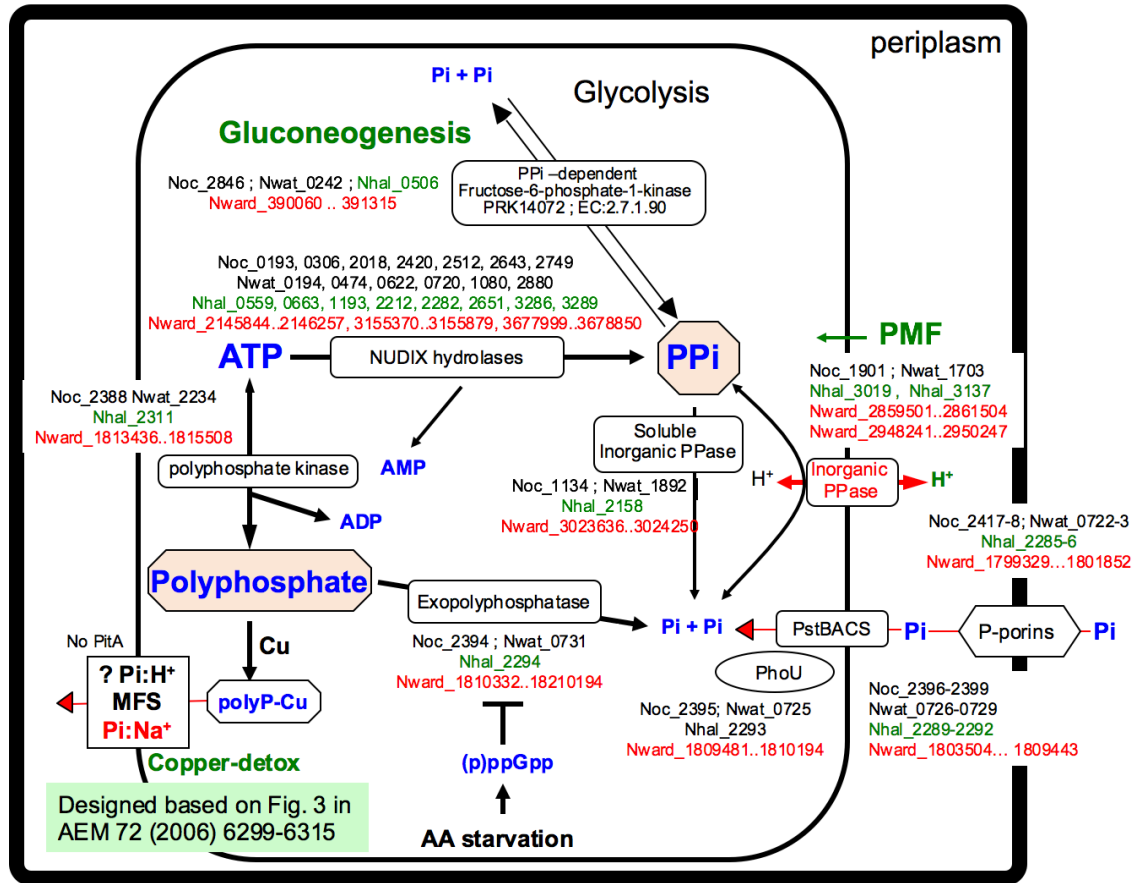 periplasm
Pi + Pi
Glycolysis
Gluconeogenesis
PPi –dependent
Fructose-6-phosphate-1-kinase
PRK14072 ; EC:2.7.1.90
Noc_2846 ; Nwat_0242 ; Nhal_0506
Nward_390060 .. 391315
Noc_0193, 0306, 2018, 2420, 2512, 2643, 2749
Nwat_0194, 0474, 0622, 0720, 1080, 2880
Nhal_0559, 0663, 1193, 2212, 2282, 2651, 3286, 3289
Nward_2145844..2146257, 3155370..3155879, 3677999..3678850
ATP
NUDIX hydrolases
PPi
PMF
Noc_1901 ; Nwat_1703
Nhal_3019 , Nhal_3137
Nward_2859501..2861504
Nward_2948241..2950247
Noc_2388 Nwat_2234
Nhal_2311
Nward_1813436..1815508
polyphosphate kinase
AMP
ADP
Soluble
Inorganic PPase
Noc_1134 ; Nwat_1892
Nhal_2158
Nward_3023636..3024250
H⁺
Inorganic
PPase
H⁺
Noc_2417-8; Nwat_0722-3
Nhal_2285-6
Nward_1799329...1801852
Polyphosphate
Exopolyphosphatase
Noc_2394 ; Nwat_0731
Nhal_2294
Nward_1810332..18210194
Pi + Pi
PstBACS
Pi
P-porins
Pi
PhoU
Noc_2395; Nwat_0725
Nhal_2293
Nward_1809481..1810194
Noc_2396-2399
Nwat_0726-0729
Nhal_2289-2292
Nward_1803504... 1809443
Cu
No PitA
? Pi:H⁺
MFS
Pi:Na⁺
polyP-Cu
Copper-detox
(p)ppGpp
AA starvation
Designed based on Fig. 3 in
AEM 72 (2006) 6299-6315